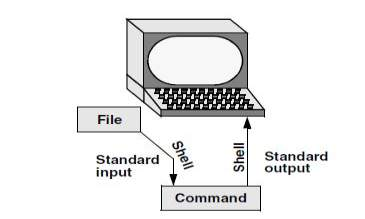 File
Shell
Standard
input
Shell
Standard
output
Command